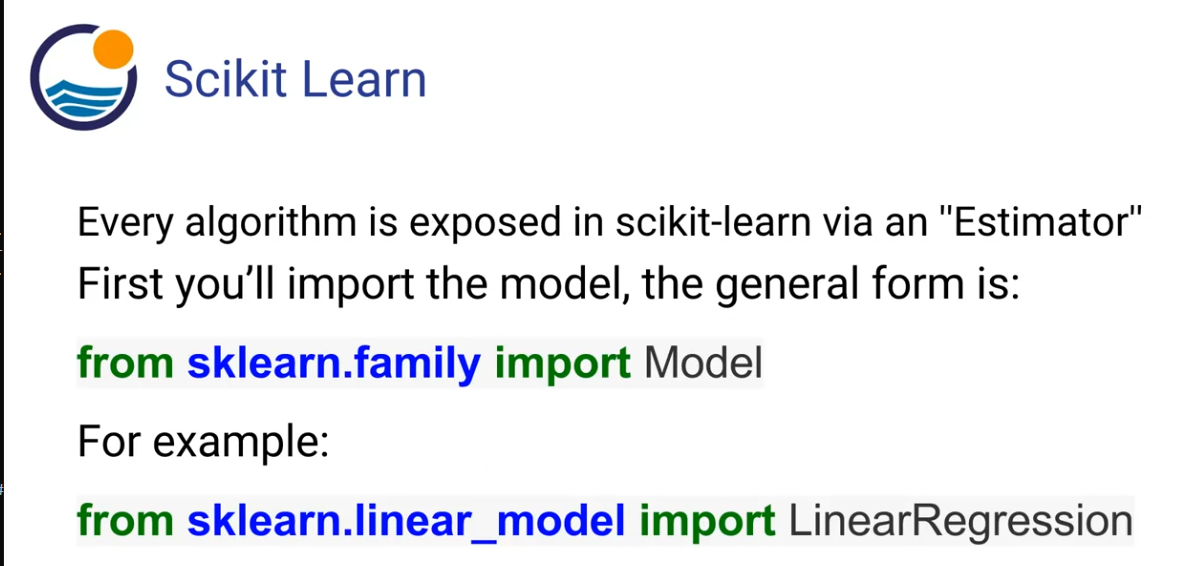 Scikit Learn
Every algorithm is exposed in scikit-learn via an "Estimator"
First you’ll import the model, the general form is:
from sklearn.family import Model
For example:
from sklearn.linear_model import LinearRegression